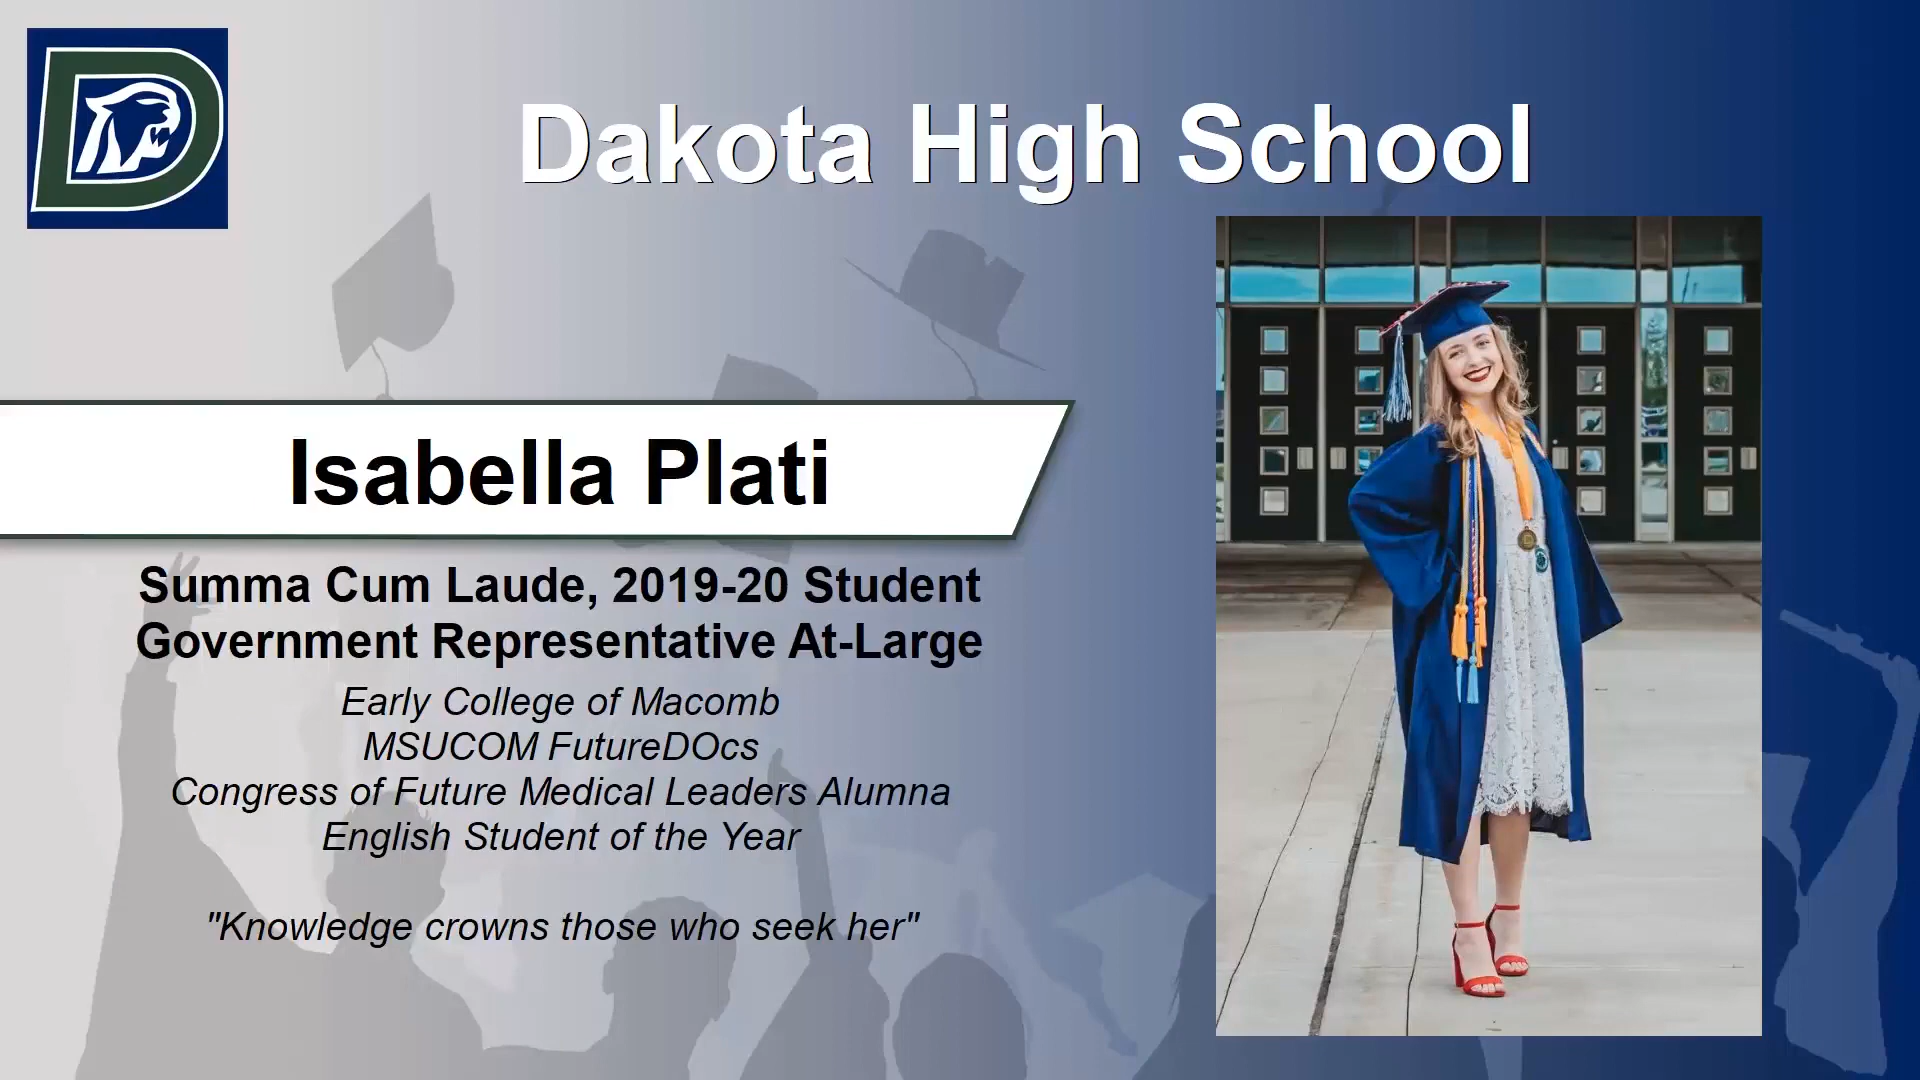 D
Dakota High School
Isabella Plati
Summa Cum Laude, 2019-20 Student
Government Representative At-Large
Early College of Macomb
MSUCOM FutureDOcs
Congress of Future Medical Leaders Alumna
English Student of the Year
"Knowledge crowns those who seek her"